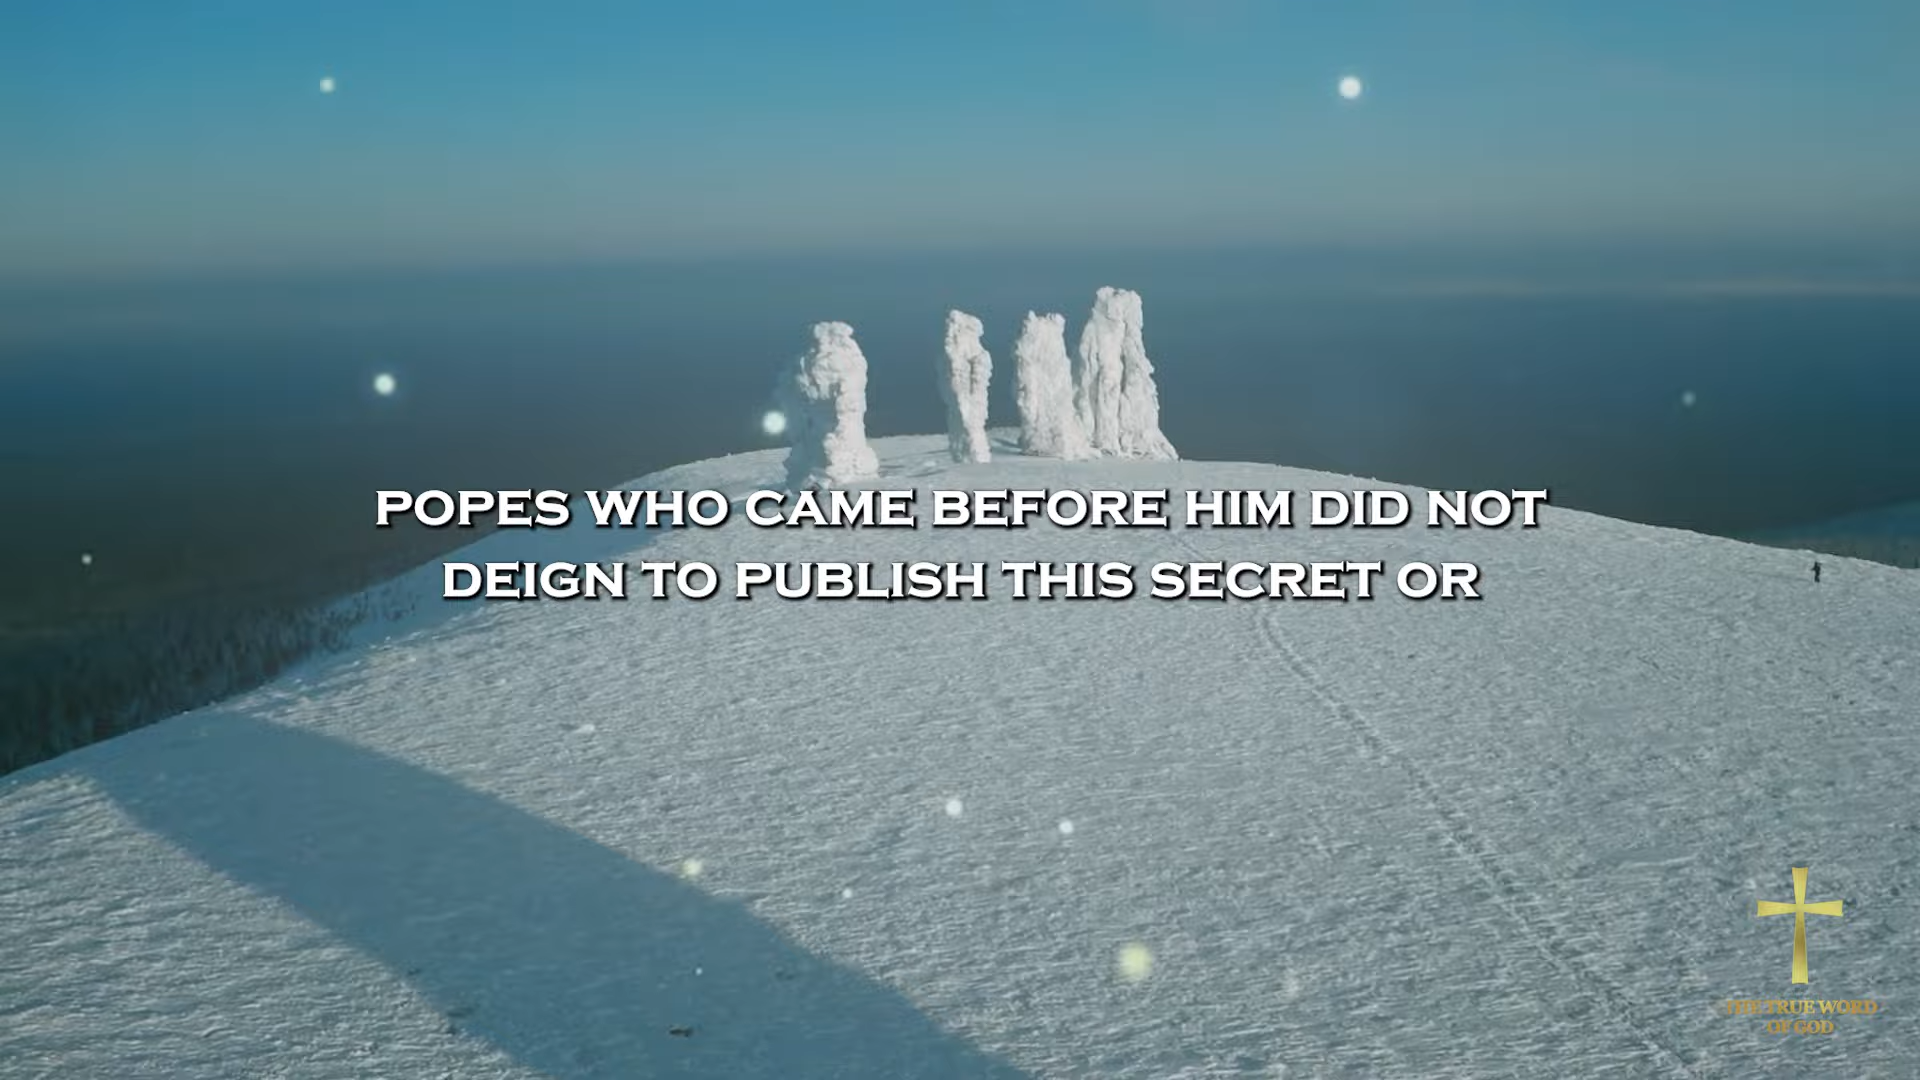 POPES WHO CAME BEFORE HIM DID NOT
DEIGN TO PUBLISH THIS SECRET OR
THE TRUE WORD
OF GOD